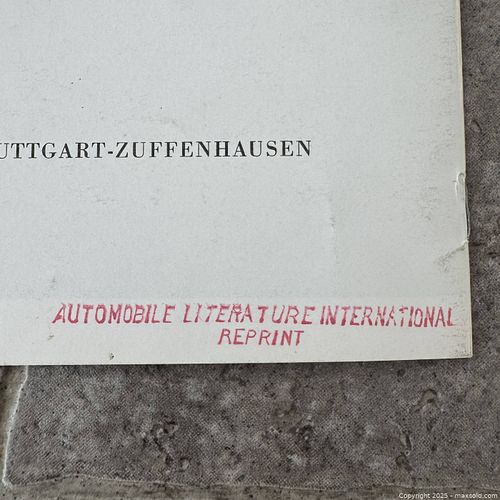 UTTGART-ZUFFENHAUSEN
AUTOMOBILE LITERATURE INTERNATIONAL
REPRINT
Copyright 2025 - maxsold.com